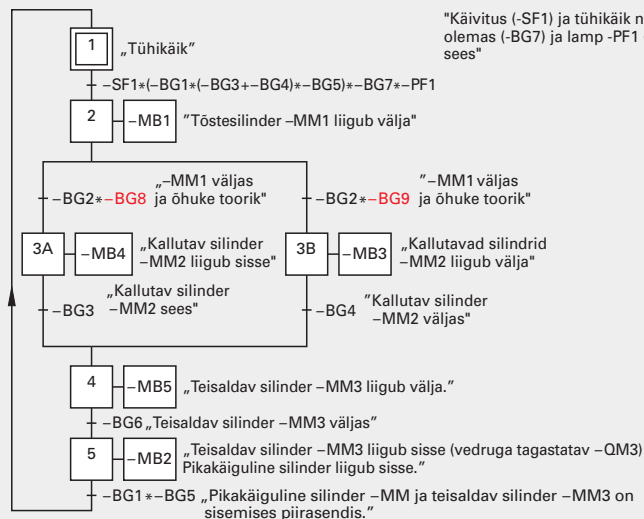 "Käivitus (-SF1) ja tühikäik n
olemas (-BG7) ja lamp -PF1
sees"
1 „Tühikäik”
–SF1*(–BG1*(–BG3+–BG4)*–BG5)*–BG7*–PF1
2 –MB1 "Tõstesilinder –MM1 liigub välja"
–BG2*–BG8 „–MM1 väljas
ja õhuke toorik"
–BG2*–BG9 ”–MM1 väljas
ja õhuke toorik"
3A –MB4 „Kallutav silinder
–MM2 liigub sisse"
3B –MB3 „Kallutavad silindrid
–MM2 liigub välja"
–BG3 „Kallutav silinder
–MM2 sees"
–BG4 ”Kallutav silinder
–MM2 väljas"
4 –MB5 „Teisaldav silinder –MM3 liigub välja.”
–BG6 „Teisaldav silinder –MM3 väljas”
5 –MB2 „Teisaldav silinder –MM3 liigub sisse (vedruga tagastatav –QM3)
Pikakäiguline silinder liigub sisse.”
–BG1*–BG5 „Pikakäiguline silinder –MM ja teisaldav silinder –MM3 on
sisemises piirasendis.”